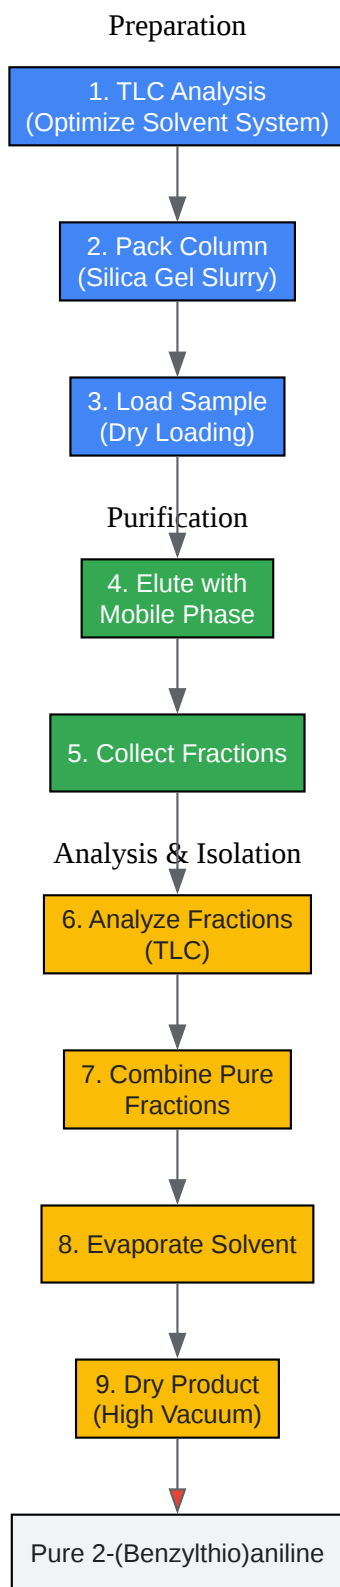 Preparation
1. TLC Analysis
(Optimize Solvent System)
2. Pack Column
(Silica Gel Slurry)
3. Load Sample
(Dry Loading)
Purification
4. Elute with
Mobile Phase
5. Collect Fractions
Analysis & Isolation
6. Analyze Fractions
(TLC)
7. Combine Pure
Fractions
8. Evaporate Solvent
9. Dry Product
(High Vacuum)
Pure 2-(Benzylthio)aniline